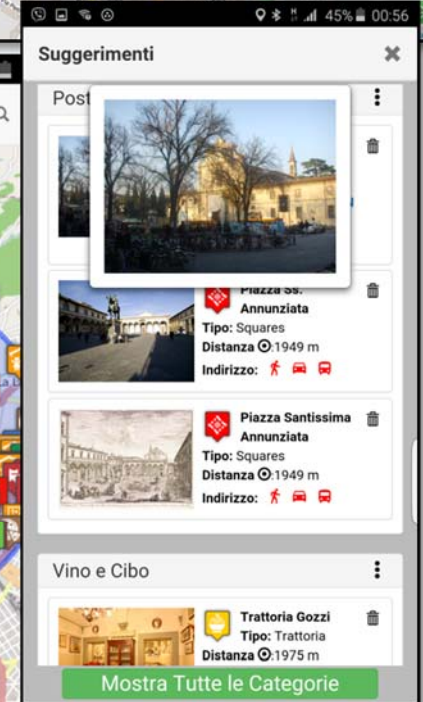 45% 00:56
Suggerimenti
Post
Piazza Ss.
Annunziata
Tipo: Squares
Distanza :1949 m
Indirizzo:
Piazza Santissima
Annunziata
Tipo: Squares
Distanza :1949 m
Indirizzo:
Vino e Cibo
Trattoria Gozzi
Tipo: Trattoria
Distanza :1975 m
Mostra Tutte le Categorie